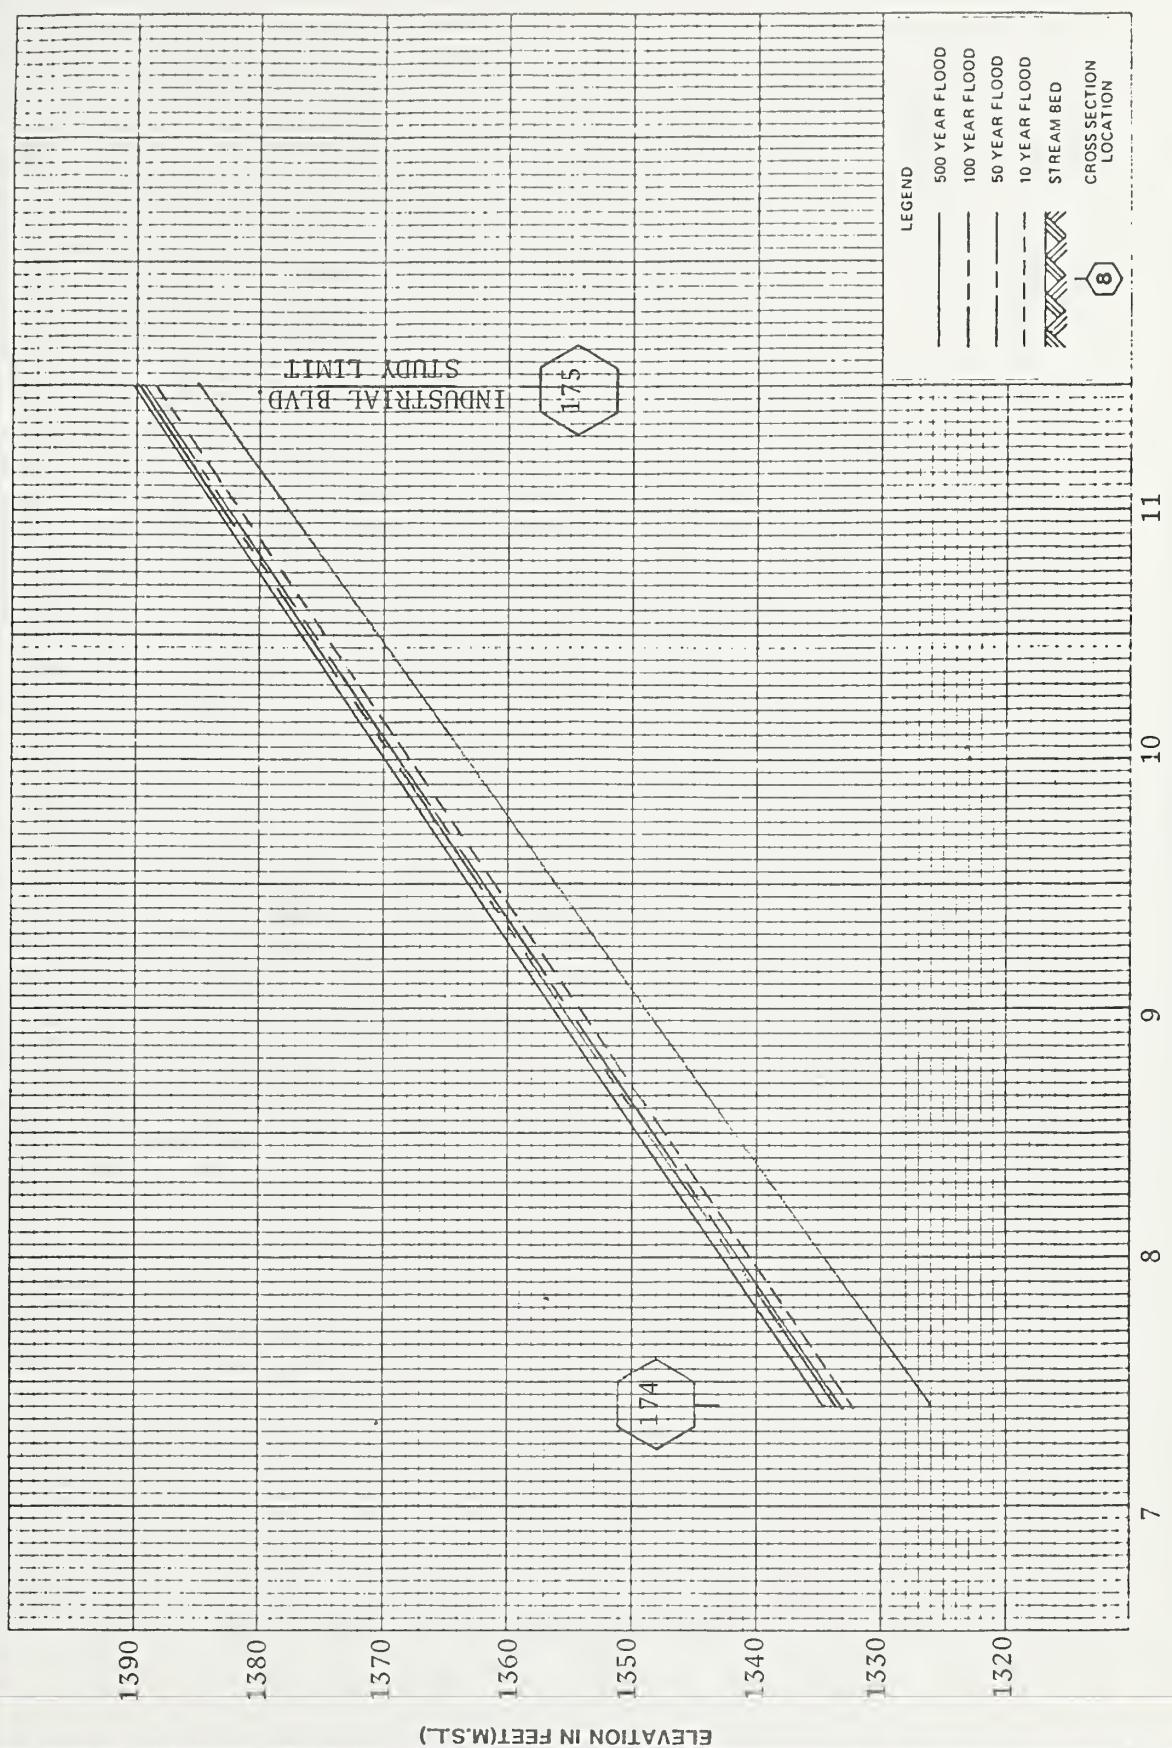 ELEVATION IN FEET (M.S.L.)
1390
1380
1370
1360
1350
1340
1330
1320
7
8
9
10
11
174
175
INDUSTRIAL BLVD.
STUDY LIMIT
LEGEND
500 YEAR FLOOD
100 YEAR FLOOD
50 YEAR FLOOD
10 YEAR FLOOD
STREAM BED
8
CROSS SECTION
LOCATION